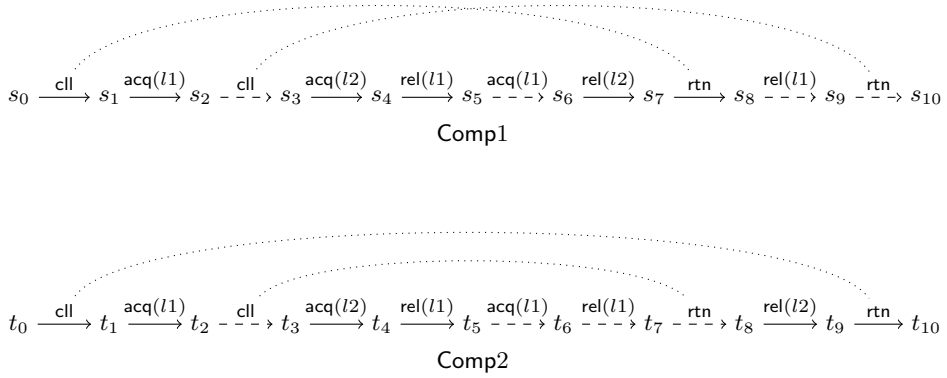 cll acq(l1) cll acq(l2) rel(l1) acq(l1) rel(l2) rtn rel(l1) rtn
s0 s1 s2 s3 s4 s5 s6 s7 s8 s9 s10
Comp1
cll acq(l1) cll acq(l2) rel(l1) acq(l1) rel(l1) rtn rel(l2) rtn
t0 t1 t2 t3 t4 t5 t6 t7 t8 t9 t10
Comp2